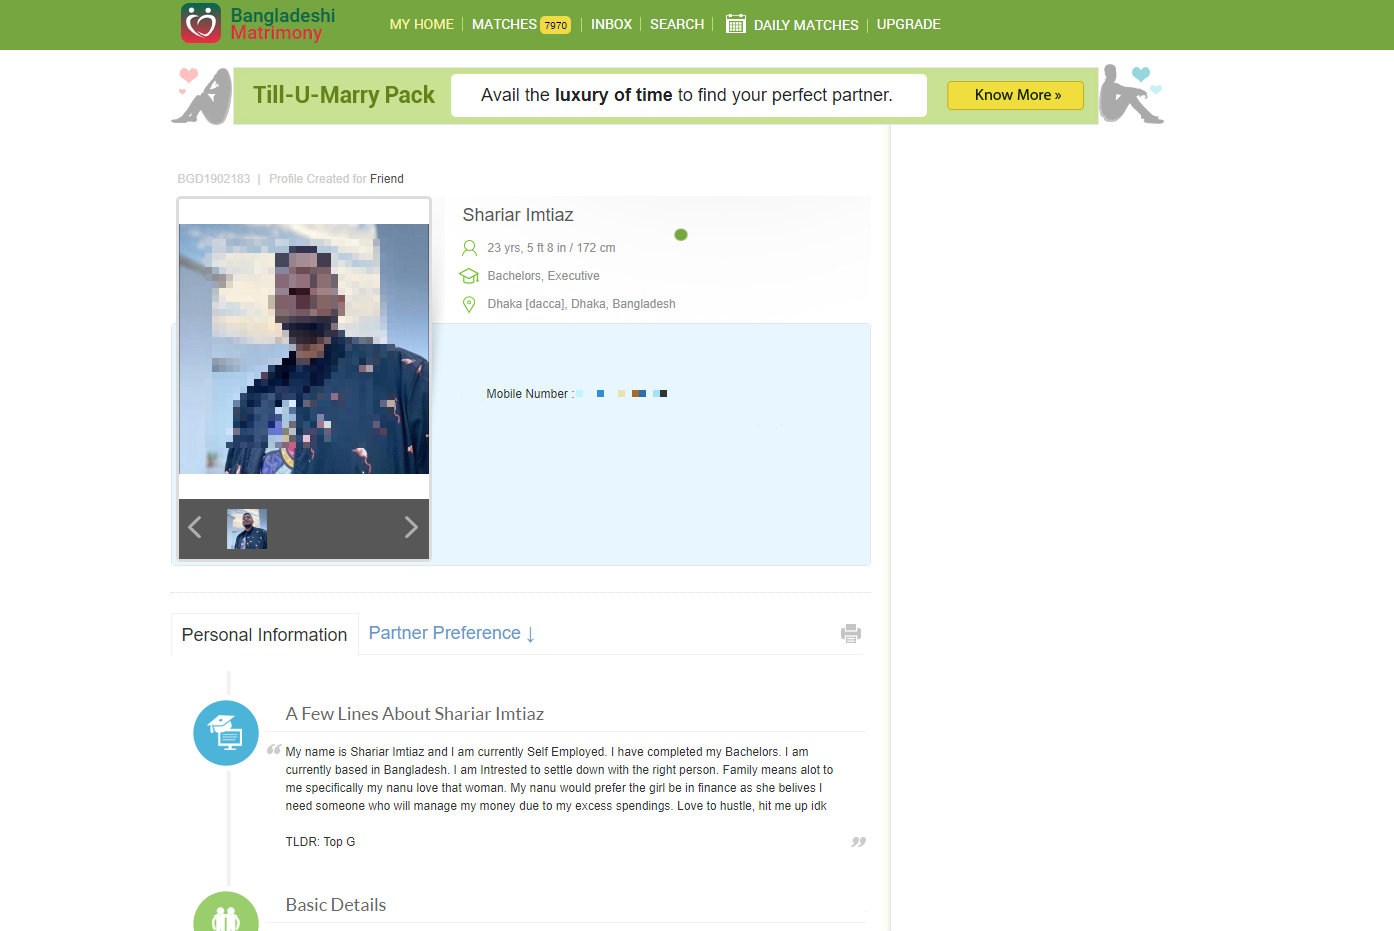 Bangladeshi
Matrimony
MY HOME
MATCHES 7970
INBOX
SEARCH
DAILY MATCHES
UPGRADE
Till-U-Marry Pack
Avail the luxury of time to find your perfect partner.
Know More »
BGD1902183 | Profile Created for Friend
Shariar Imtiaz
23 yrs, 5 ft 8 in / 172 cm
Bachelors, Executive
Dhaka [dacca], Dhaka, Bangladesh
Mobile Number :
Personal Information
Partner Preference ↓
A Few Lines About Shariar Imtiaz
“ My name is Shariar Imtiaz and I am currently Self Employed. I have completed my Bachelors. I am
currently based in Bangladesh. I am Intrested to settle down with the right person. Family means alot to
me specifically my nanu love that woman. My nanu would prefer the girl be in finance as she belives I
need someone who will manage my money due to my excess spendings. Love to hustle, hit me up idk
TLDR: Top G ”
Basic Details